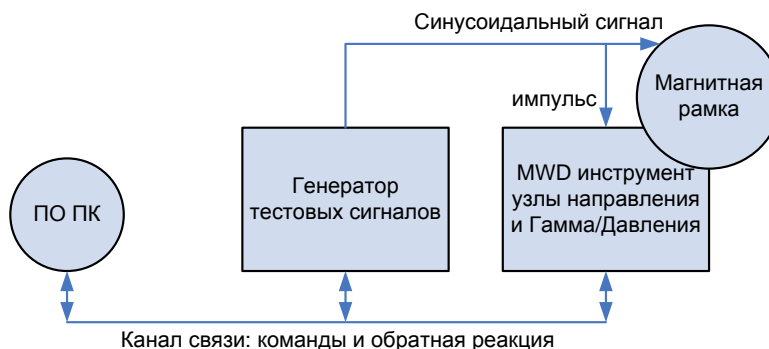 Синусоидальный сигнал
Магнитная
рамка
импульс
MWD инструмент
узлы направления
и Гамма/Давления
Генератор
тестовых сигналов
ПО ПК
Канал связи: команды и обратная реакция